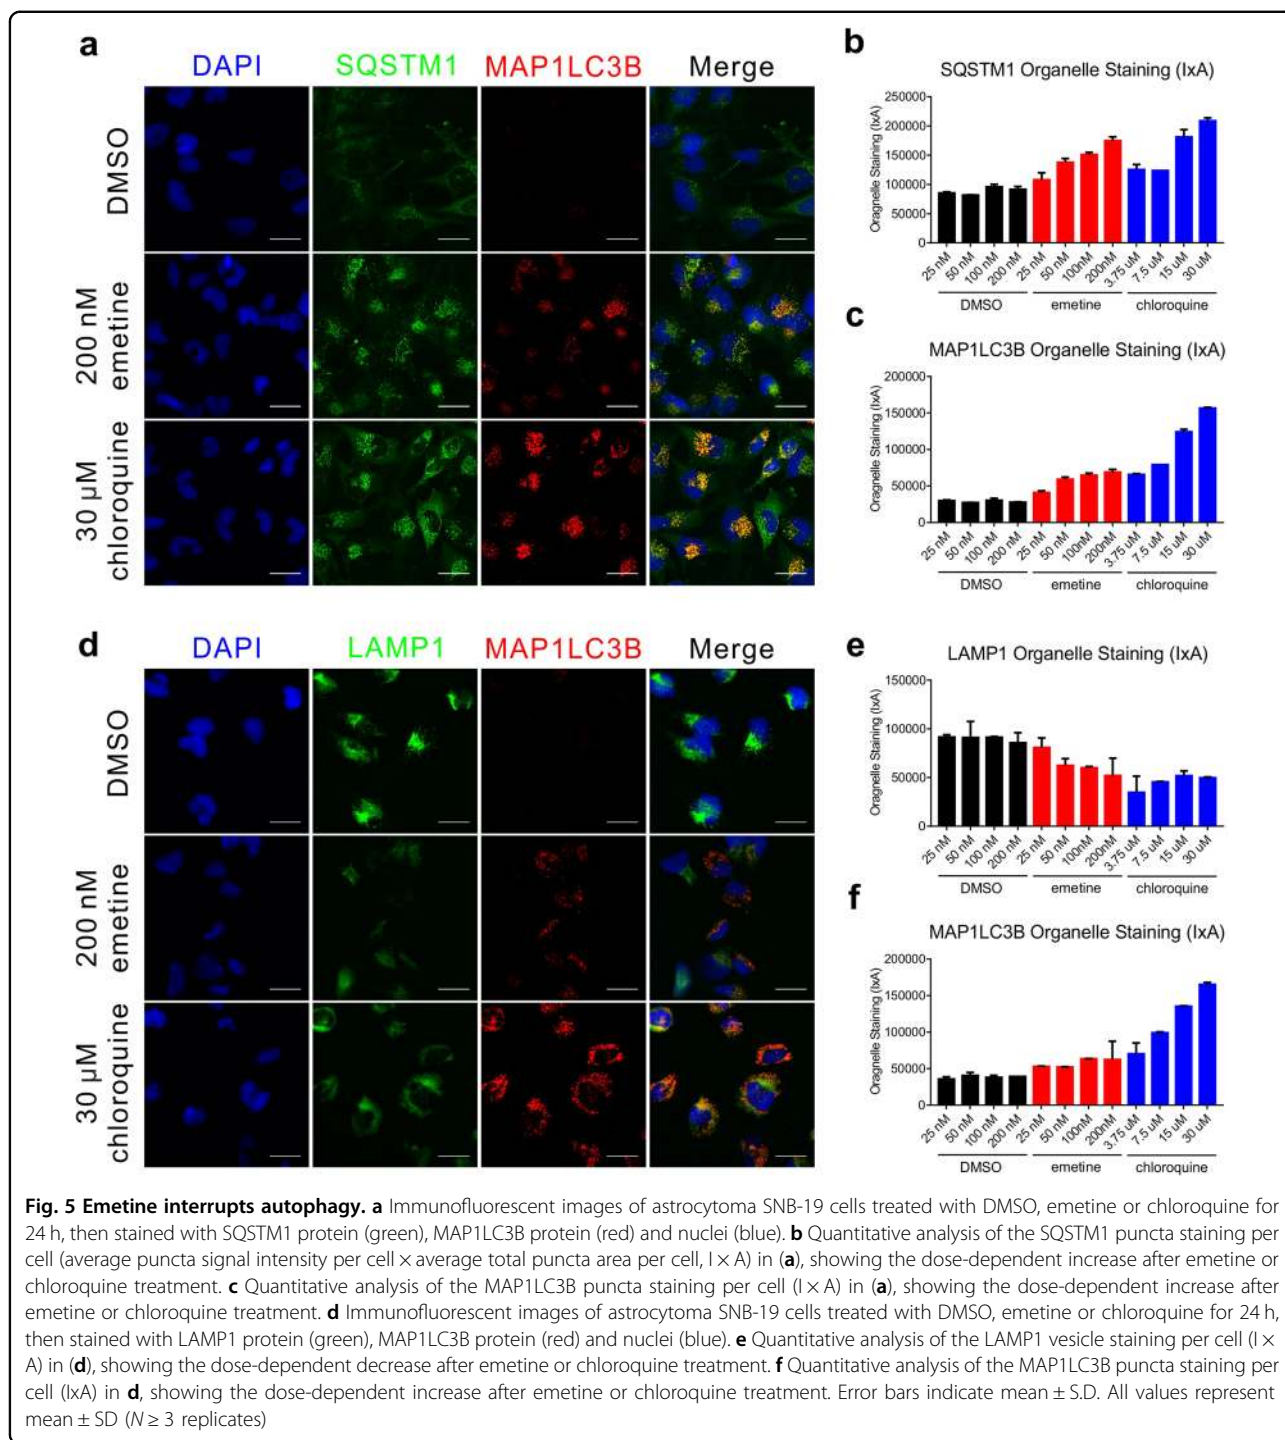 a
DAPI SQSTM1 MAP1LC3B Merge
DMSO
200 nM
emetine
30 µM
chloroquine
b
SQSTM1 Organelle Staining (IxA)
Oragnelle Staining (IxA)
250000
200000
150000
100000
50000
0
25 nM 50 nM 100 nM 200 nM 25 nM 50 nM 100nM 200nM 3.75 uM 7.5 uM 15 uM 30 uM
DMSO emetine chloroquine
c
MAP1LC3B Organelle Staining (IxA)
Oragnelle Staining (IxA)
200000
150000
100000
50000
0
25 nM 50 nM 100 nM 200 nM 25 nM 50 nM 100nM 200nM 3.75 uM 7.5 uM 15 uM 30 uM
DMSO emetine chloroquine
d
DAPI LAMP1 MAP1LC3B Merge
DMSO
200 nM
emetine
30 µM
chloroquine
e
LAMP1 Organelle Staining (IxA)
Oragnelle Staining (IxA)
150000
100000
50000
0
25 nM 50 nM 100 nM 200 nM 25 nM 50 nM 100nM 200nM 3.75 uM 7.5 uM 15 uM 30 uM
DMSO emetine chloroquine
f
MAP1LC3B Organelle Staining (IxA)
Oragnelle Staining (IxA)
200000
150000
100000
50000
0
25 nM 50 nM 100 nM 200 nM 25 nM 50 nM 100nM 200nM 3.75 uM 7.5 uM 15 uM 30 uM
DMSO emetine chloroquine
Fig. 5 Emetine interrupts autophagy. a Immunofluorescent images of astrocytoma SNB-19 cells treated with DMSO, emetine or chloroquine for
24 h, then stained with SQSTM1 protein (green), MAP1LC3B protein (red) and nuclei (blue). b Quantitative analysis of the SQSTM1 puncta staining per
cell (average puncta signal intensity per cell × average total puncta area per cell, I × A) in (a), showing the dose-dependent increase after emetine or
chloroquine treatment. c Quantitative analysis of the MAP1LC3B puncta staining per cell (I × A) in (a), showing the dose-dependent increase after
emetine or chloroquine treatment. d Immunofluorescent images of astrocytoma SNB-19 cells treated with DMSO, emetine or chloroquine for 24 h,
then stained with LAMP1 protein (green), MAP1LC3B protein (red) and nuclei (blue). e Quantitative analysis of the LAMP1 vesicle staining per cell (I ×
A) in (d), showing the dose-dependent decrease after emetine or chloroquine treatment. f Quantitative analysis of the MAP1LC3B puncta staining per
cell (IxA) in d, showing the dose-dependent increase after emetine or chloroquine treatment. Error bars indicate mean ± S.D. All values represent
mean ± SD (N ≥ 3 replicates)